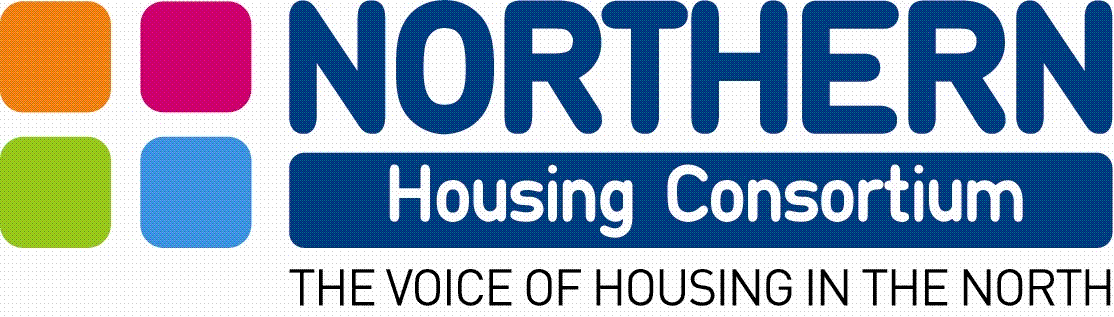 NORTHERN
Housing Consortium
THE VOICE OF HOUSING IN THE NORTH